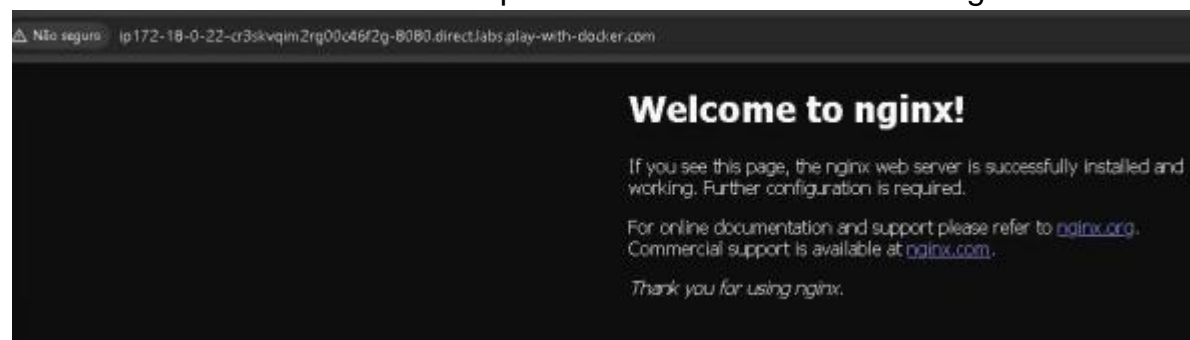 Não seguro ip172-18-0-22-cr3skvqim2rg00c46f2g-8080.direct.labs.play-with-docker.com
Welcome to nginx!
If you see this page, the nginx web server is successfully installed and
working. Further configuration is required.
For online documentation and support please refer to nginx.org.
Commercial support is available at nginx.com.
Thank you for using nginx.